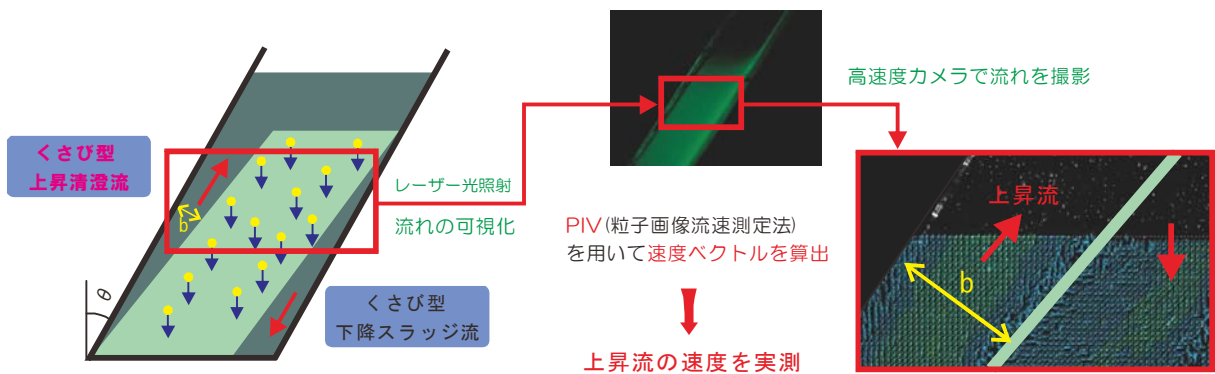 くさび型
上昇清澄流
b
θ
くさび型
下降スラッジ流
レーザー光照射
流れの可視化
PIV(粒子画像流速測定法)
を用いて速度ベクトルを算出
上昇流の速度を実測
高速度カメラで流れを撮影
上昇流
b